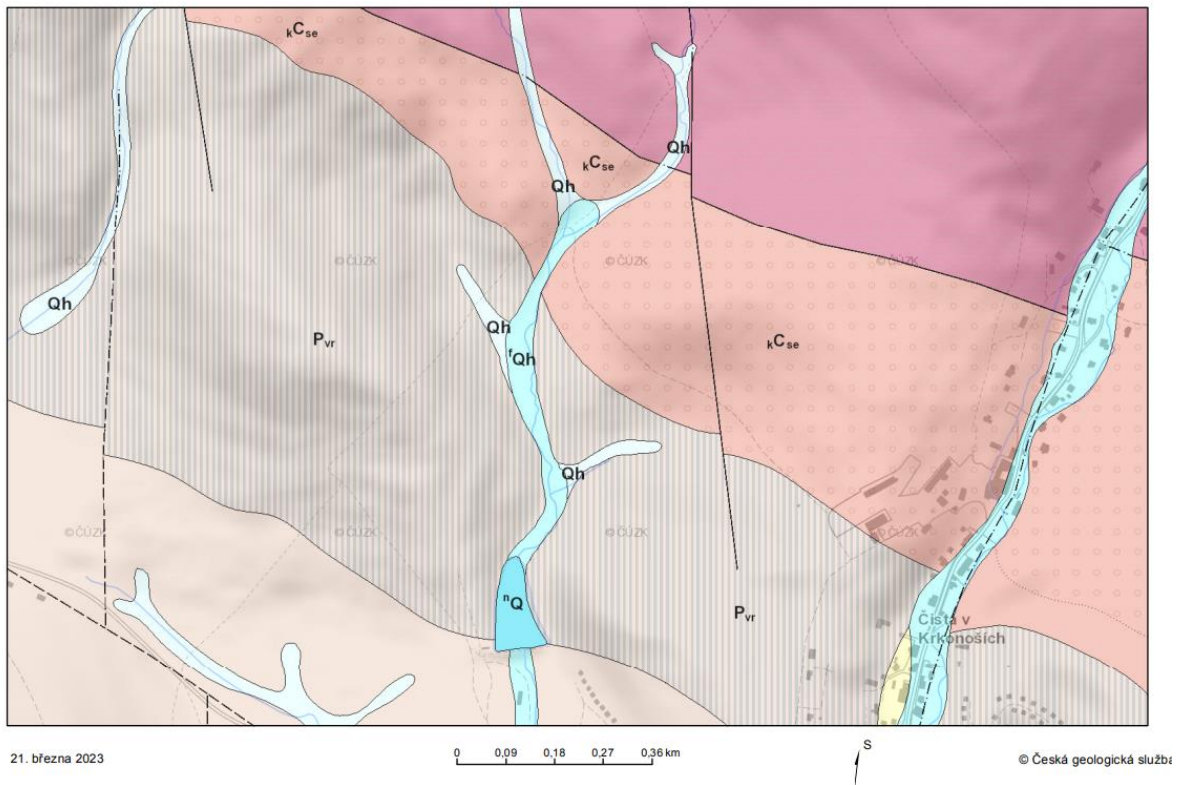 kCse
kCse
Qh
Qh
© ČÚZK
© ČÚZK
© ČÚZK
© ČÚZK
Qh
Qh
Pvr
fQh
kCse
Qh
© ČÚZK
© ČÚZK
© ČÚZK
© ČÚZK
nQ
Pvr
Čistá v
Krkonoších
21. března 2023
0 0,09 0,18 0,27 0,36 km
S
© Česká geologická služba